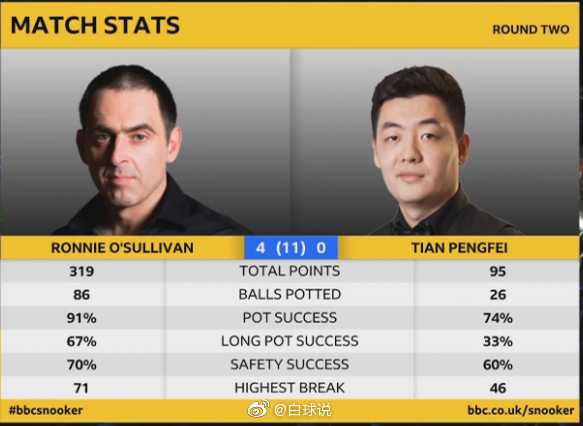 MATCH STATS
ROUND TWO
RONNIE O'SULLIVAN 4 (11) 0 TIAN PENGFEI
319 TOTAL POINTS 95
86 BALLS POTTED 26
91% POT SUCCESS 74%
67% LONG POT SUCCESS 33%
70% SAFETY SUCCESS 60%
71 HIGHEST BREAK 46
#bbcsnooker @白球说 bbc.co.uk/snooker